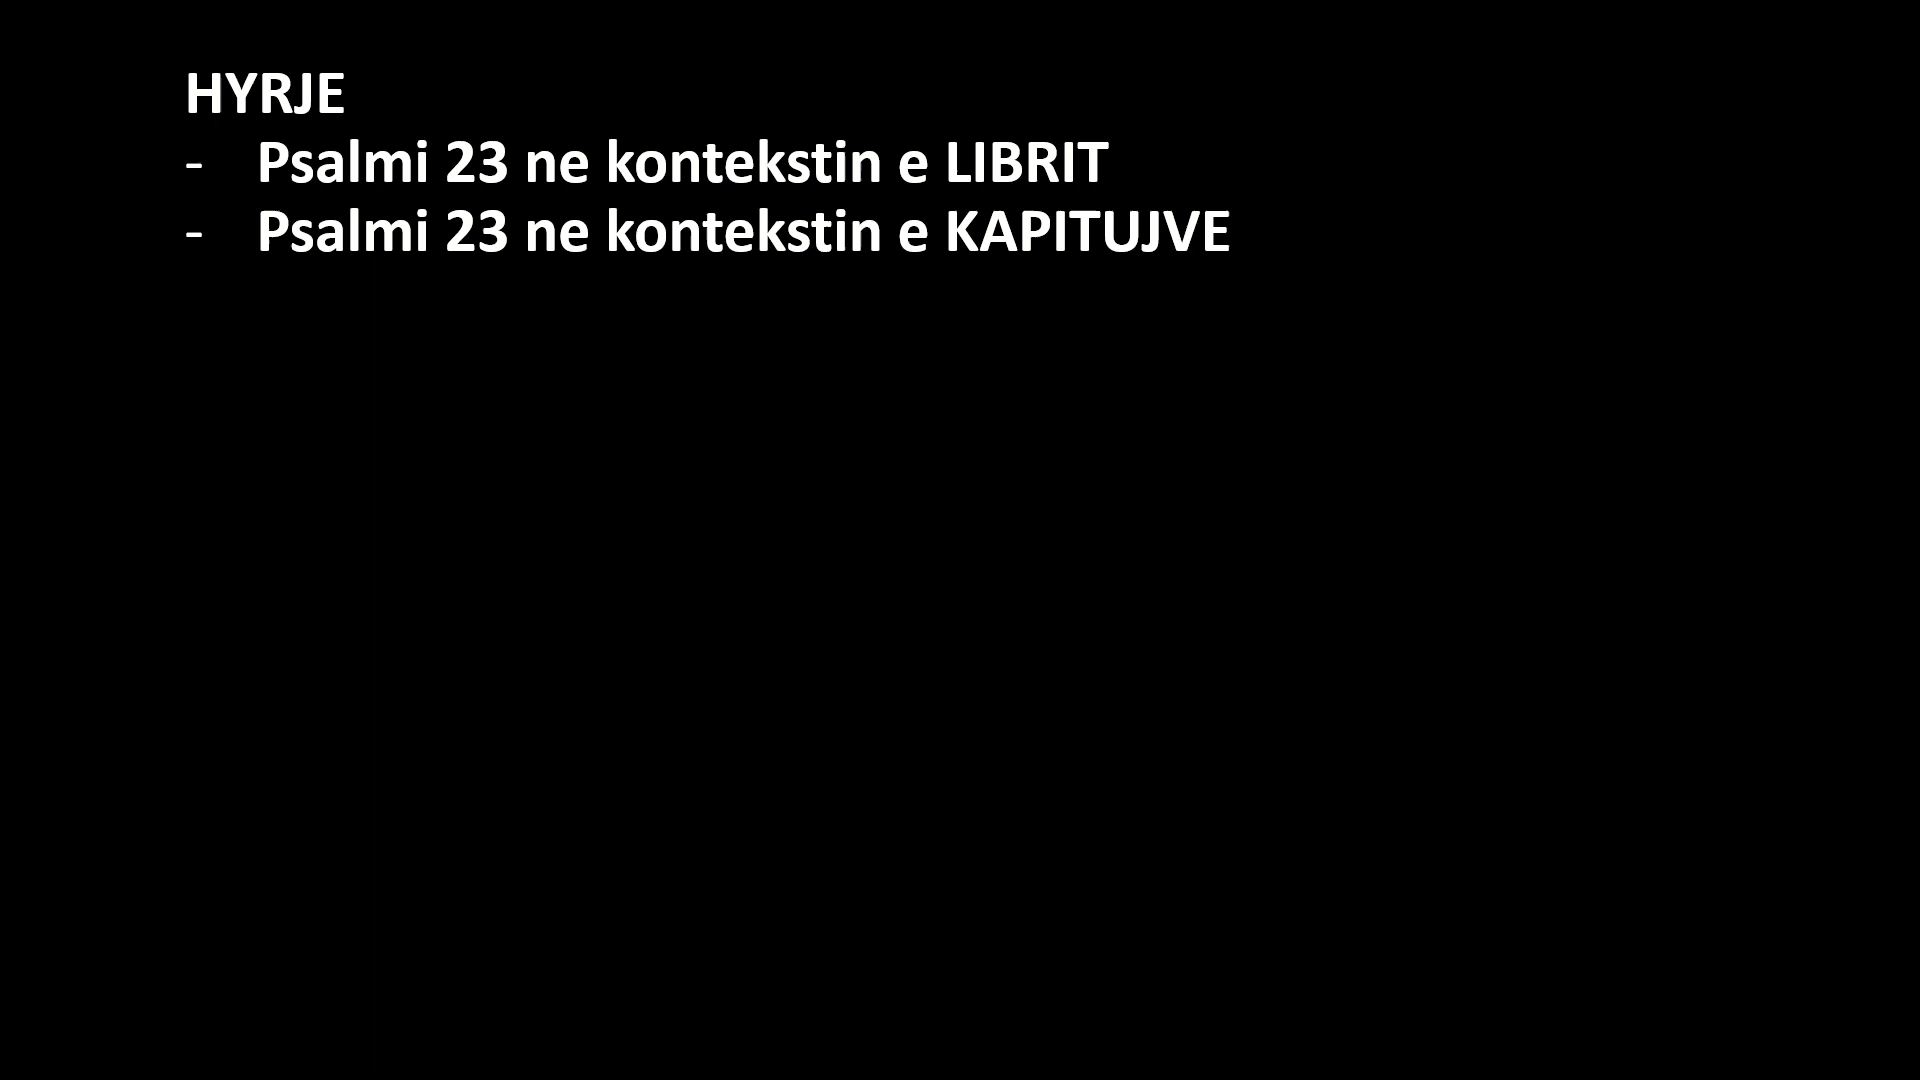 HYRJE
- Psalmi 23 ne kontekstin e LIBRIT
- Psalmi 23 ne kontekstin e KAPITUJVE